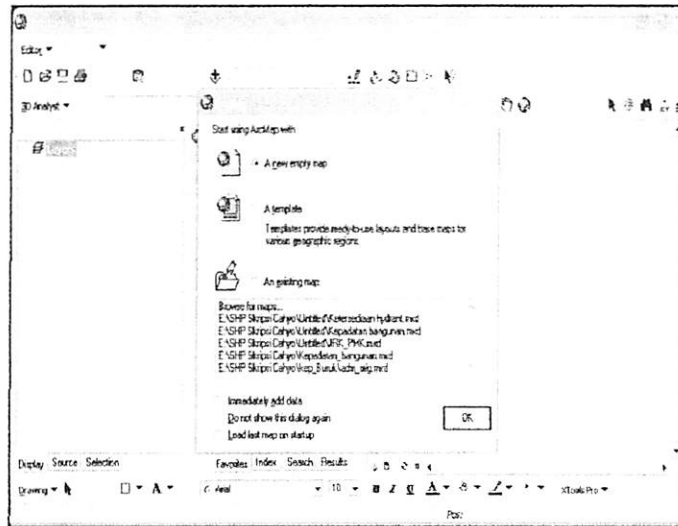 Editor
3D Analyst
Start using ArcMap with
A new empty map
A template
Templates provide ready-to-use layouts and base maps for
various geographic regions.
An existing map:
Browse for maps...
E:\SHP Skripsi Cahyo\Untitled\Ketersediaan hydrant.mxd
E:\SHP Skripsi Cahyo\Untitled\Kepadatan bangunan.mxd
E:\SHP Skripsi Cahyo\Untitled\JRK_PMK.mxd
E:\SHP Skripsi Cahyo\Kepadatan_bangunan.mxd
Immediately add data
Do not show this dialog again
OK
Load last map on startup
Display Source Selection
Favorites Index Search Results
Drawing A Arial 10 B I U A XTools Pro